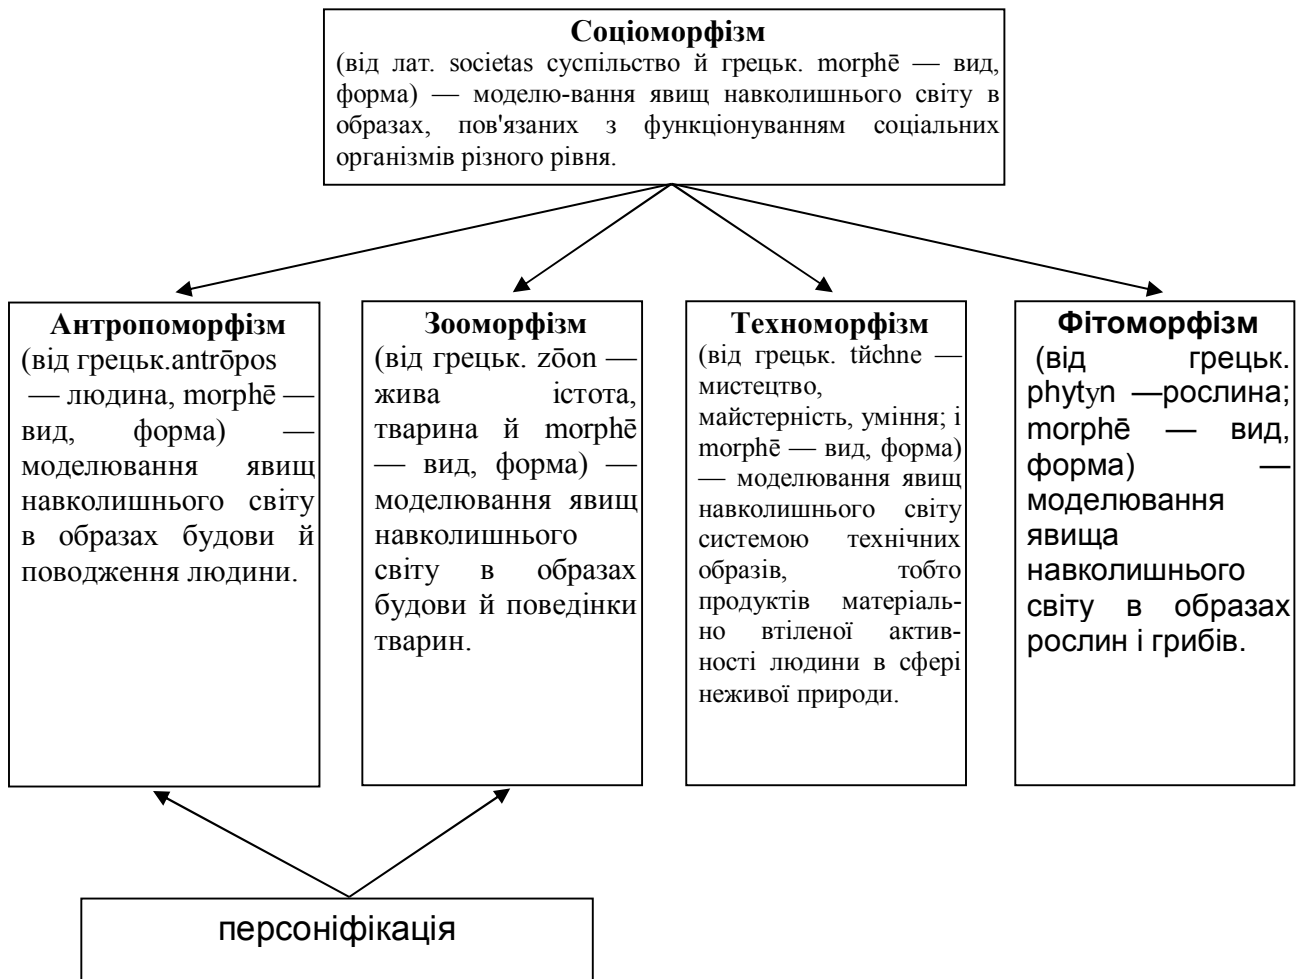 Соціоморфізм
(від лат. societas суспільство й грецьк. morphē — вид,
форма) — моделю-вання явищ навколишнього світу в
образах, пов'язаних з функціонуванням соціальних
організмів різного рівня.
Антропоморфізм
(від грецьк.antrōpos
— людина, morphē —
вид, форма) —
моделювання явищ
навколишнього світу
в образах будови й
поводження людини.
Зооморфізм
(від грецьк. zōon —
жива істота,
тварина й morphē
— вид, форма) —
моделювання явищ
навколишнього
світу в образах
будови й поведінки
тварин.
Техноморфізм
(від грецьк. tйchne —
мистецтво,
майстерність, уміння; і
morphē — вид, форма)
— моделювання явищ
навколишнього світу
системою технічних
образів, тобто
продуктів матеріаль-
но втіленої актив-
ності людини в сфері
неживої природи.
Фітоморфізм
(від грецьк.
phytуn —рослина;
morphē — вид,
форма) —
моделювання
явища
навколишнього
світу в образах
рослин і грибів.
персоніфікація